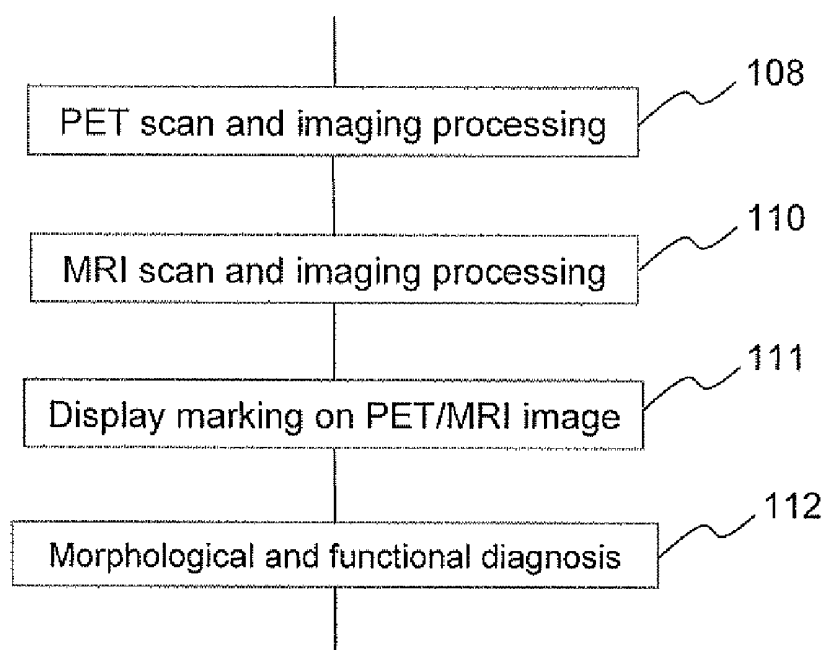 108
PET scan and imaging processing
110
MRI scan and imaging processing
111
Display marking on PET/MRI image
112
Morphological and functional diagnosis